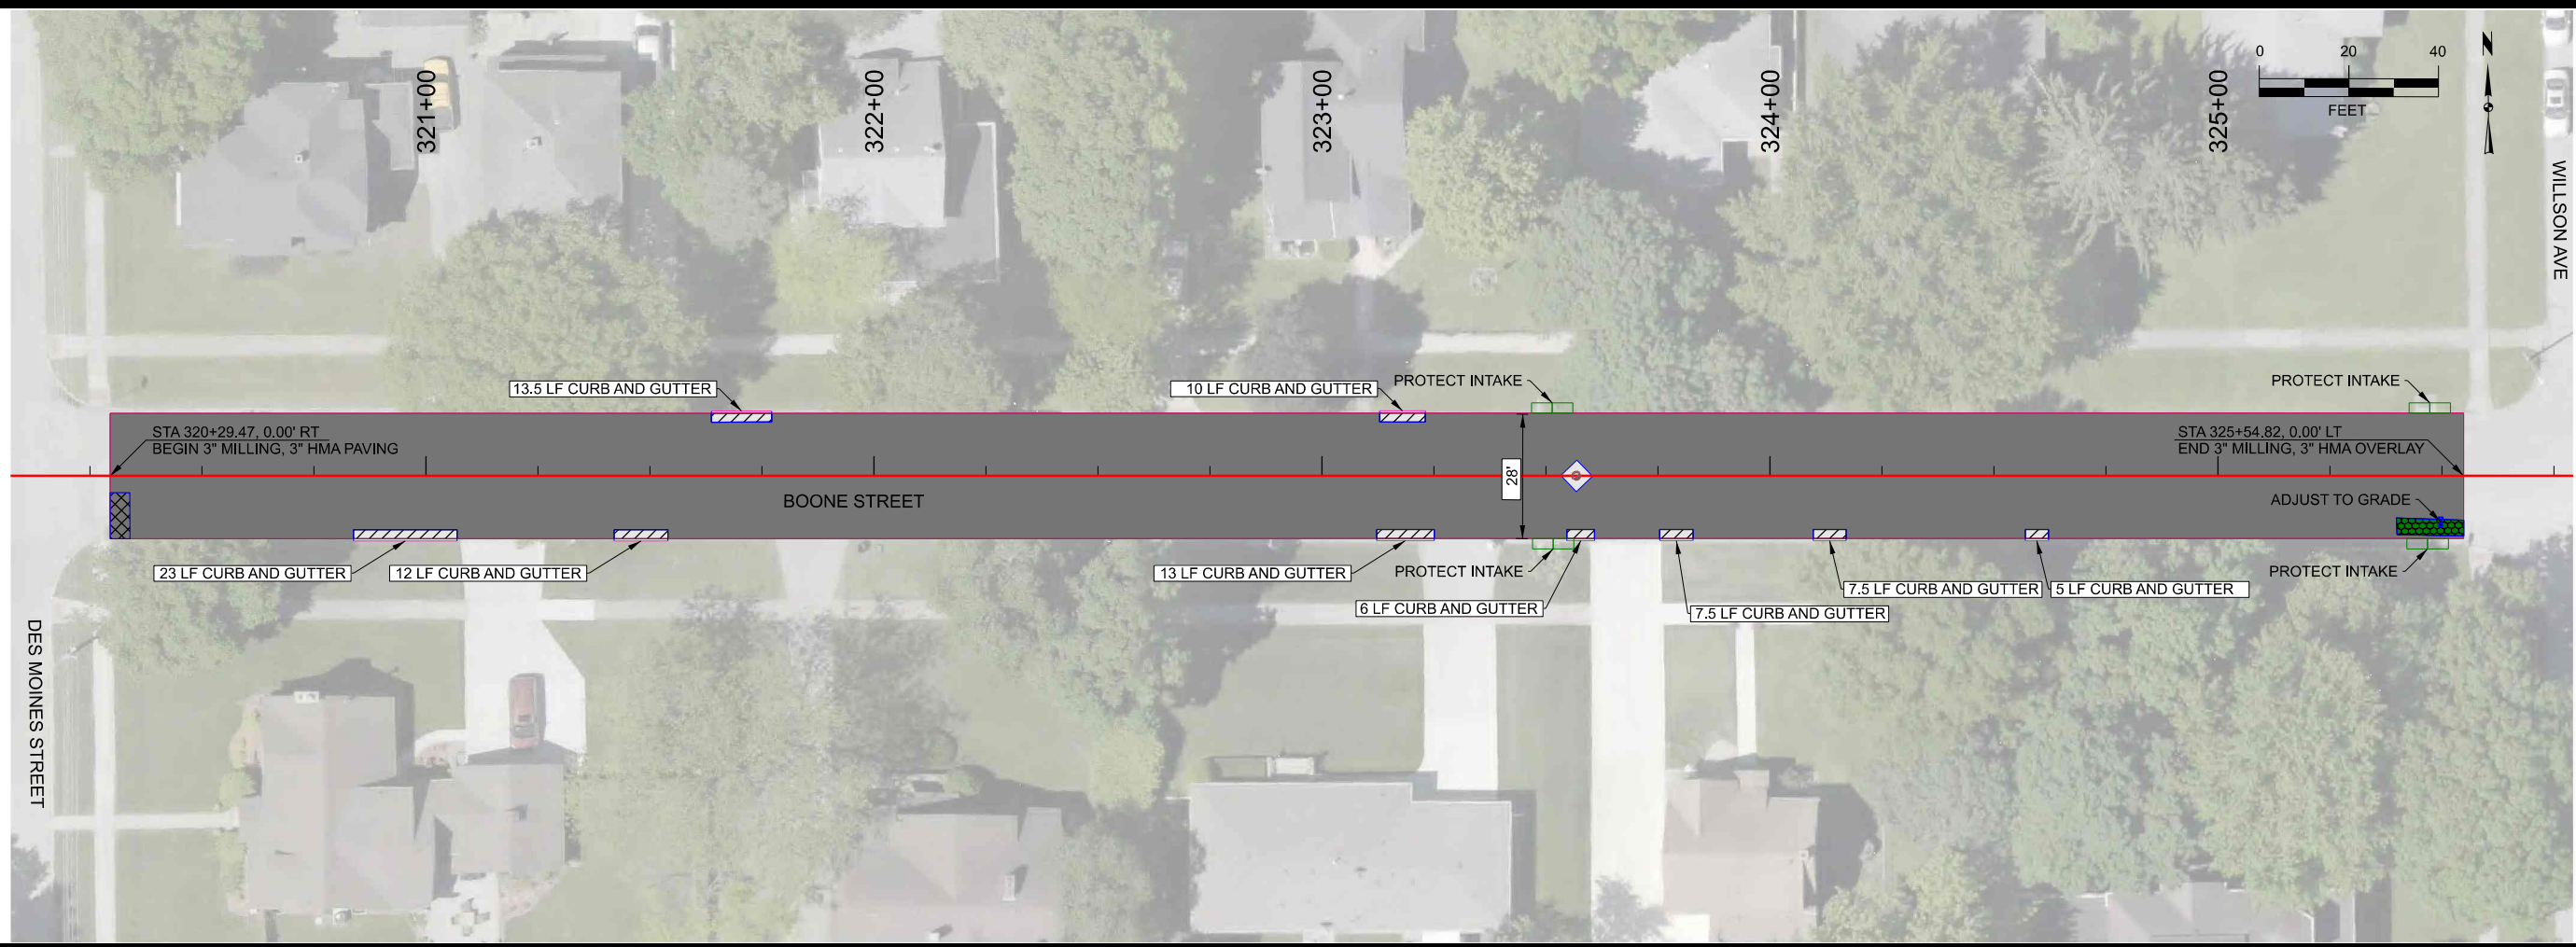 0 20 40
FEET
N
321+00
322+00
323+00
324+00
325+00
WILLSON AVE
13.5 LF CURB AND GUTTER
10 LF CURB AND GUTTER
PROTECT INTAKE
PROTECT INTAKE
STA 320+29.47, 0.00' RT
BEGIN 3" MILLING, 3" HMA PAVING
STA 325+54.82, 0.00' LT
END 3" MILLING, 3" HMA OVERLAY
28'
BOONE STREET
ADJUST TO GRADE
23 LF CURB AND GUTTER
12 LF CURB AND GUTTER
13 LF CURB AND GUTTER
PROTECT INTAKE
PROTECT INTAKE
7.5 LF CURB AND GUTTER
5 LF CURB AND GUTTER
6 LF CURB AND GUTTER
7.5 LF CURB AND GUTTER
DES MOINES STREET